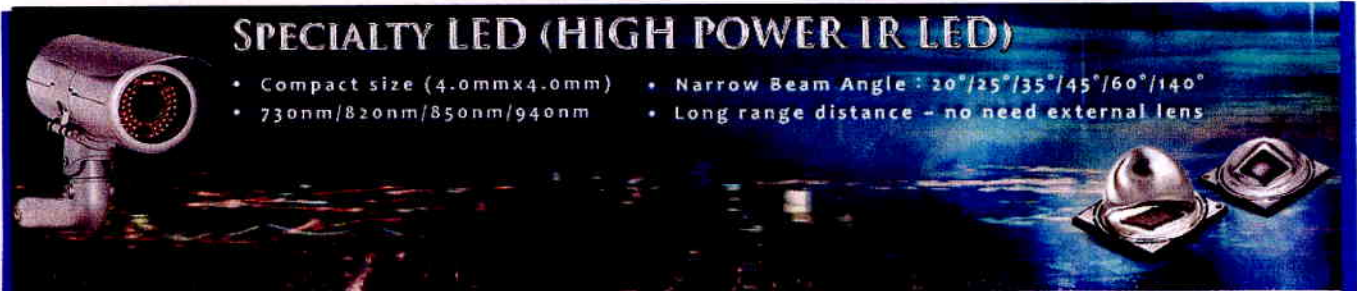 SPECIALTY LED (HIGH POWER IR LED)
• Compact size (4.0mmx4.0mm)
• 730nm/820nm/850nm/940nm
• Narrow Beam Angle : 20°/25°/35°/45°/60°/140°
• Long range distance – no need external lens